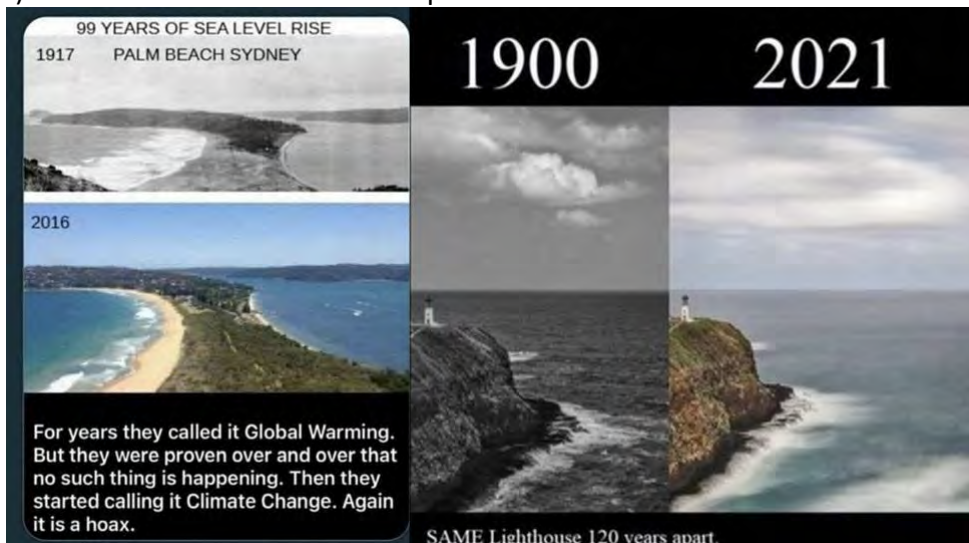 99 YEARS OF SEA LEVEL RISE
1917 PALM BEACH SYDNEY
2016
For years they called it Global Warming.
But they were proven over and over that
no such thing is happening. Then they
started calling it Climate Change. Again
it is a hoax.
1900 2021
SAME Lighthouse 120 years apart.